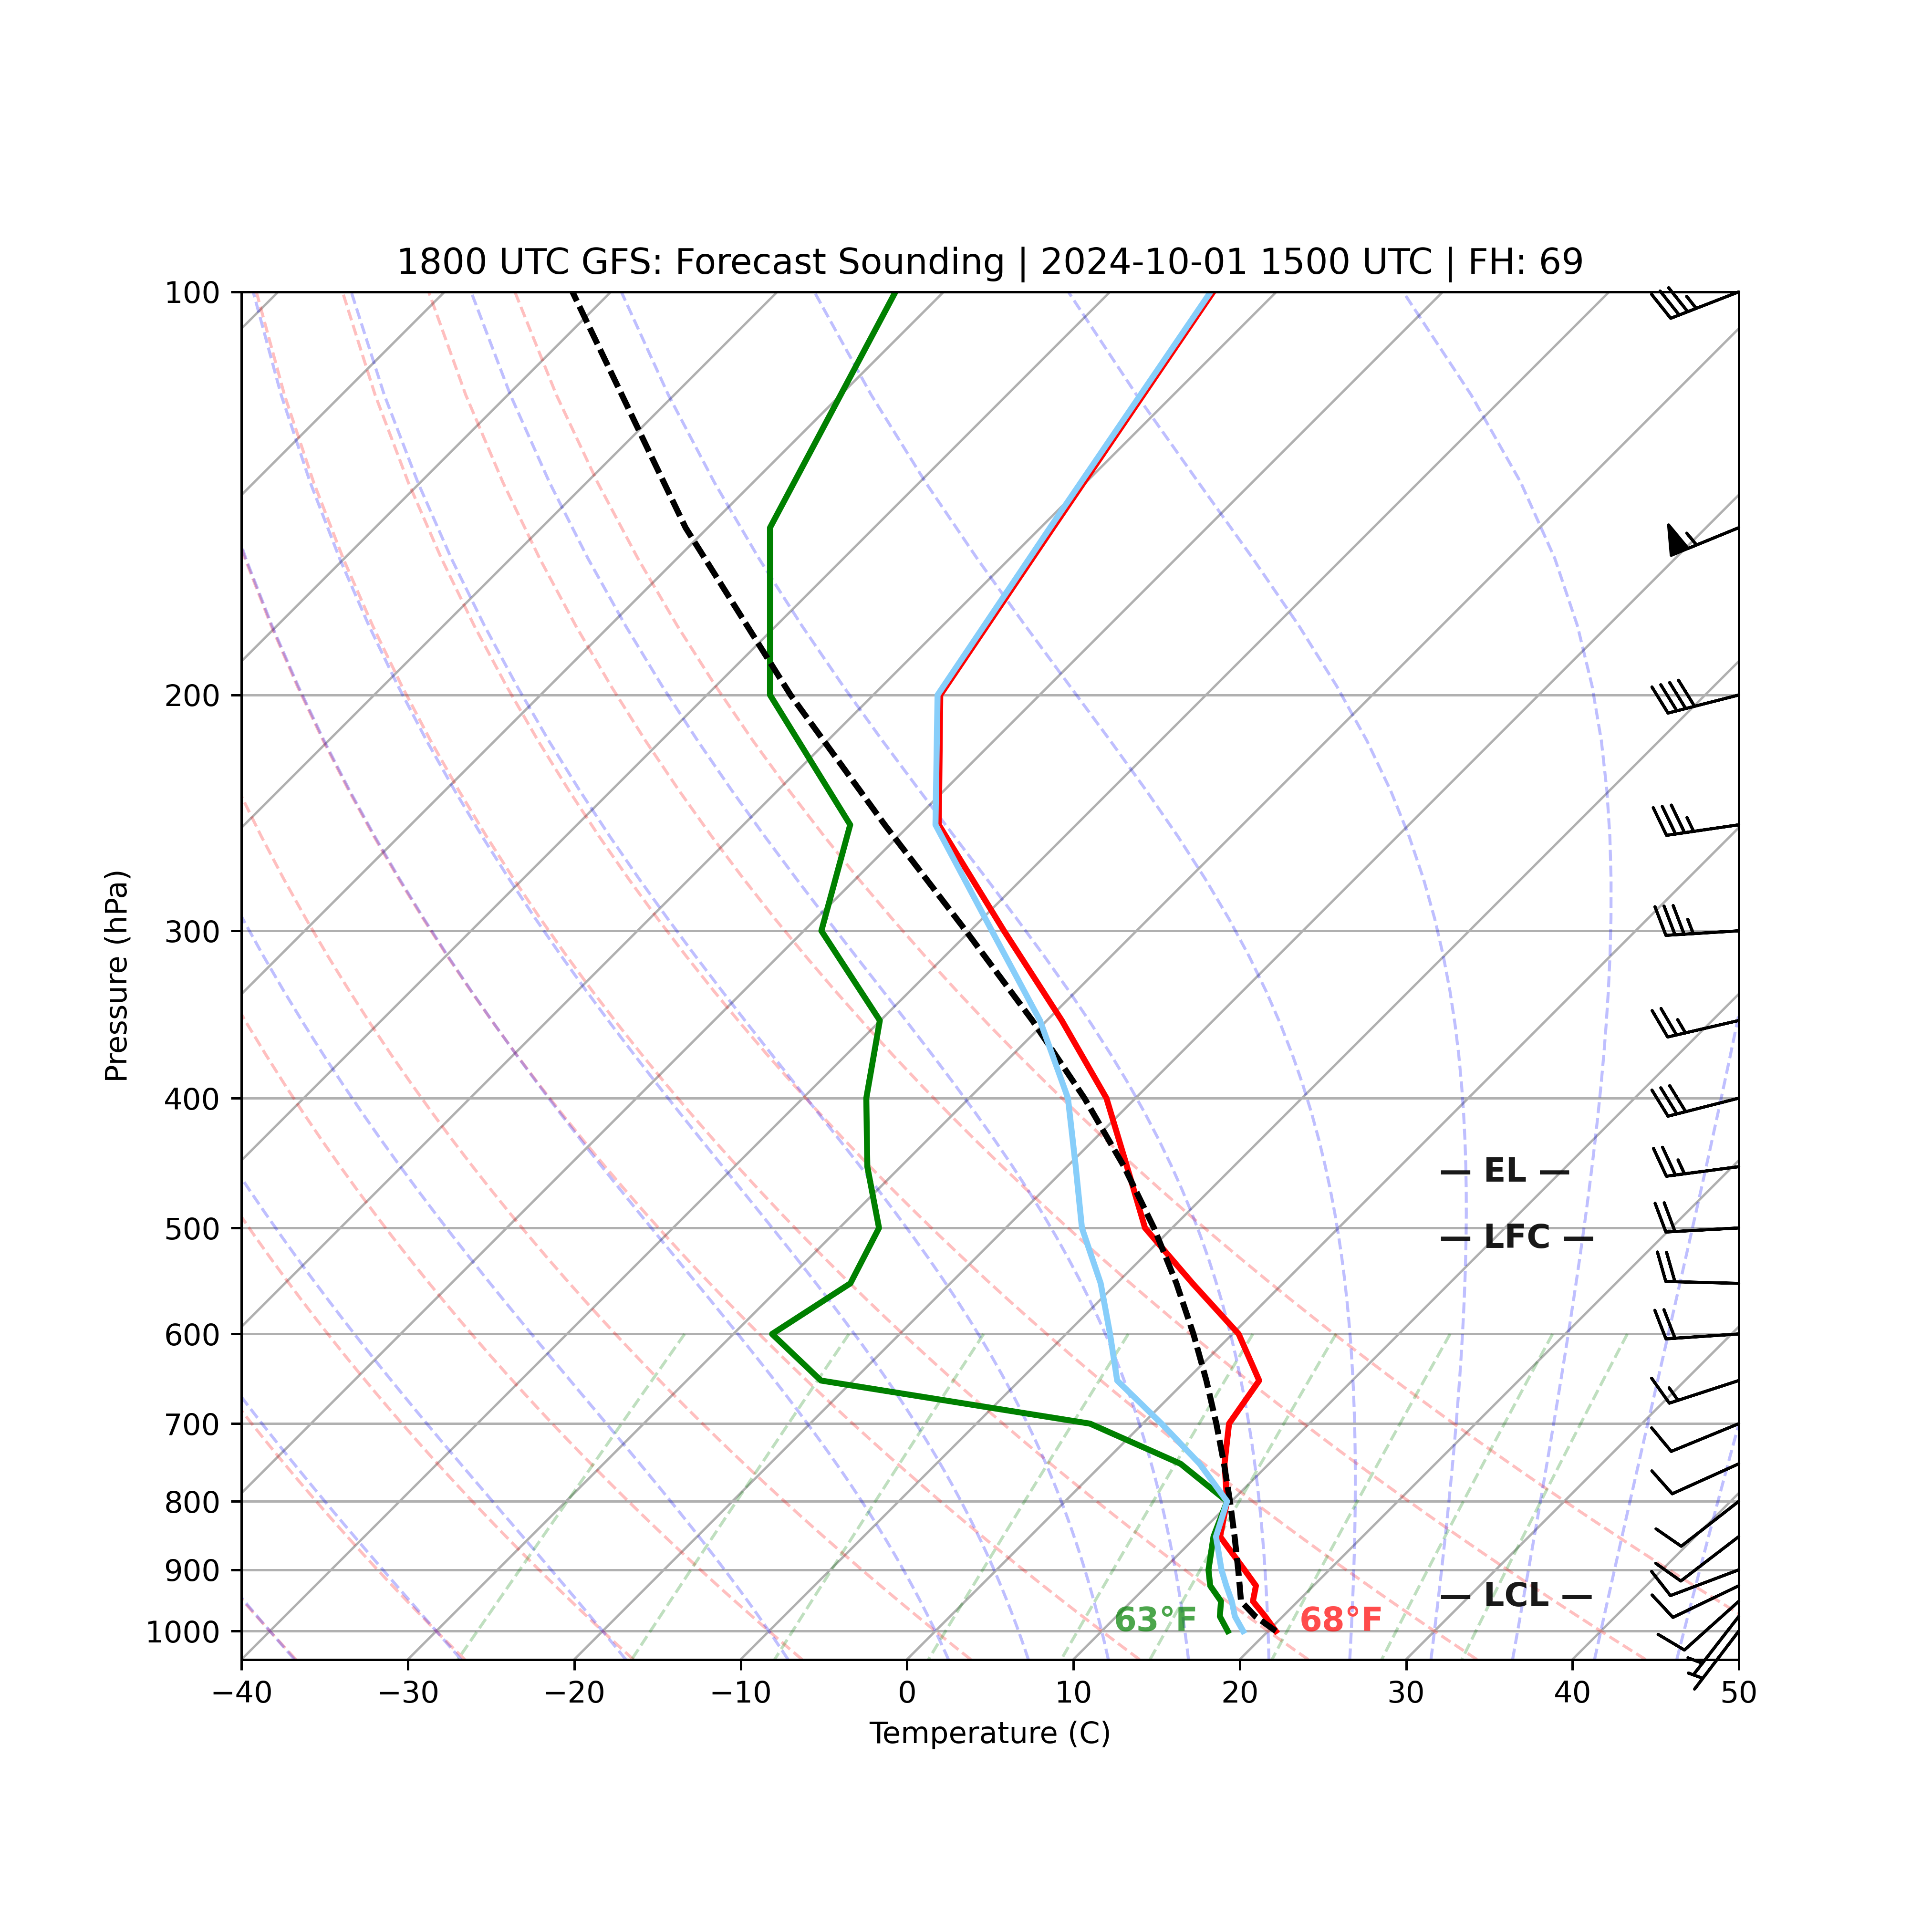 1800 UTC GFS: Forecast Sounding | 2024-10-01 1500 UTC | FH: 69
100
200
300
400
500
600
700
800
900
1000
Pressure (hPa)
— EL —
— LFC —
— LCL —
63°F 68°F
−40 −30 −20 −10 0 10 20 30 40 50
Temperature (C)